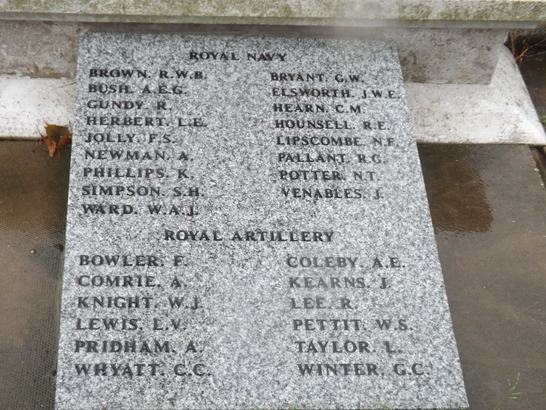 ROYAL NAVY
BROWN. R.W.B. BRYANT. G.W.
BUSH. A.E.G. ELSWORTH. J.W.E.
GUNDY. R. HEARN. C.M.
HERBERT. L.E. HOUNSELL. R.E.
JOLLY. F.S. LIPSCOMBE. N.F.
NEWMAN. A. PALLANT. R.G.
PHILLIPS. K. POTTER. N.T.
SIMPSON. S.H. VENABLES. J.
WARD. W.A.J.
ROYAL ARTILLERY
BOWLER. F. COLEBY. A.E.
COMRIE. A. KEARNS. J.
KNIGHT. W.J. LEE. R.
LEWIS. L.V. PETTIT. W.S.
PRIDHAM. A. TAYLOR. L.
WHYATT. C.C. WINTER. G.C.